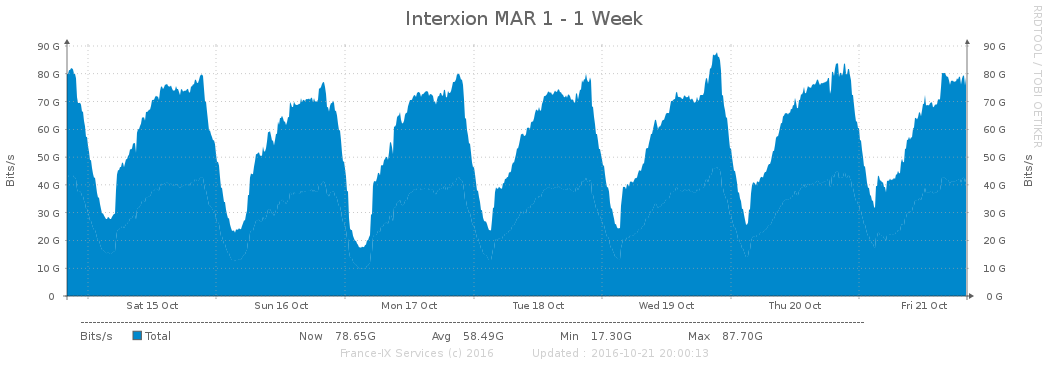 Interxion MAR 1 - 1 Week
RRDTOOL / TOBI OETIKER
90 G 90 G
80 G 80 G
70 G 70 G
60 G 60 G
50 G 50 G
40 G 40 G
30 G 30 G
20 G 20 G
10 G 10 G
0 0 G
Bits/s
Bits/s
Sat 15 Oct Sun 16 Oct Mon 17 Oct Tue 18 Oct Wed 19 Oct Thu 20 Oct Fri 21 Oct
Bits/s Total Now 78.65G Avg 58.49G Min 17.30G Max 87.70G
France-IX Services (c) 2016 Updated : 2016-10-21 20:00:13